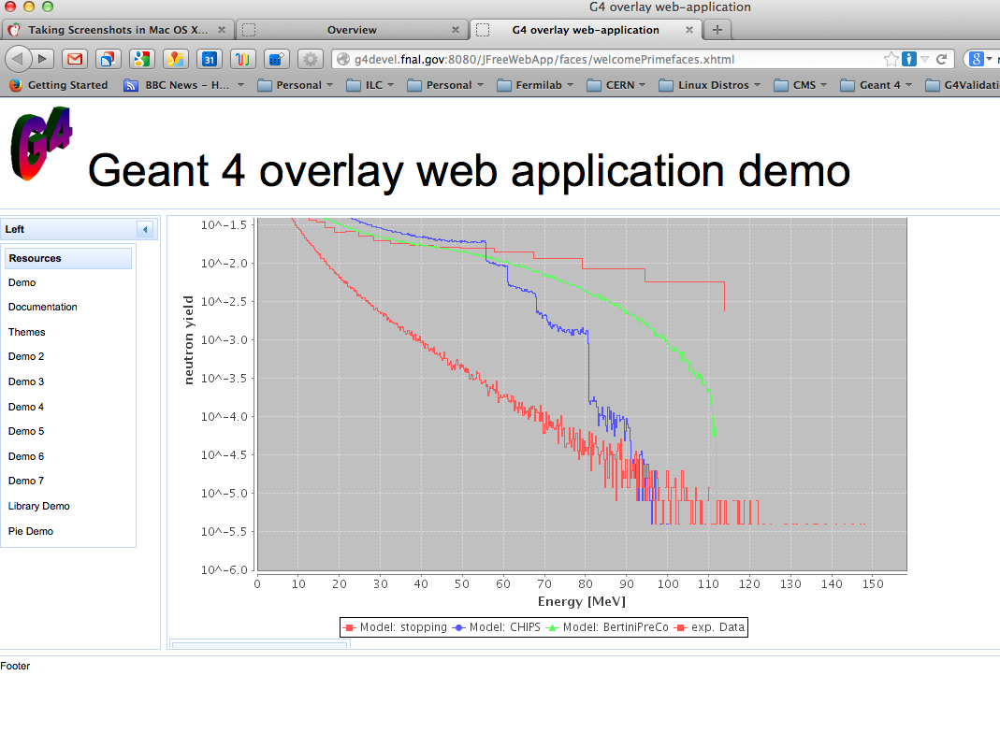 G4 overlay web-application
Taking Screenshots in Mac OS X...
Overview
G4 overlay web-application
g4devel.fnal.gov:8080/JFreeWebApp/faces/welcomePrimefaces.xhtml
Getting Started BBC News – H... Personal ILC Personal Fermilab CERN Linux Distros CMS Geant 4
G4
Geant 4 overlay web application demo
Left
Resources
Demo
Documentation
Themes
Demo 2
Demo 3
Demo 4
Demo 5
Demo 6
Demo 7
Library Demo
Pie Demo
neutron yield
10^-1.5
10^-2.0
10^-2.5
10^-3.0
10^-3.5
10^-4.0
10^-4.5
10^-5.0
10^-5.5
10^-6.0
0 10 20 30 40 50 60 70 80 90 100 110 120 130 140 150
Energy [MeV]
Model: stopping Model: CHIPS Model: BertiniPreCo exp. Data
Footer